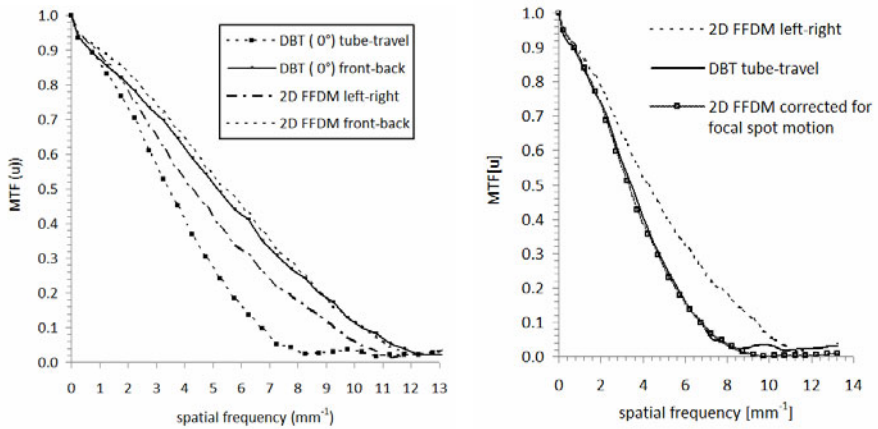 1.0
0.9
0.8
0.7
0.6
0.5
0.4
0.3
0.2
0.1
0.0
MTF (u))
0 1 2 3 4 5 6 7 8 9 10 11 12 13
spatial frequency (mm⁻¹)
DBT ( 0°) tube-travel
DBT ( 0°) front-back
2D FFDM left-right
2D FFDM front-back
1.0
0.9
0.8
0.7
0.6
0.5
0.4
0.3
0.2
0.1
0.0
MTF[u]
0 2 4 6 8 10 12 14
spatial frequency [mm⁻¹]
2D FFDM left-right
DBT tube-travel
2D FFDM corrected for
focal spot motion